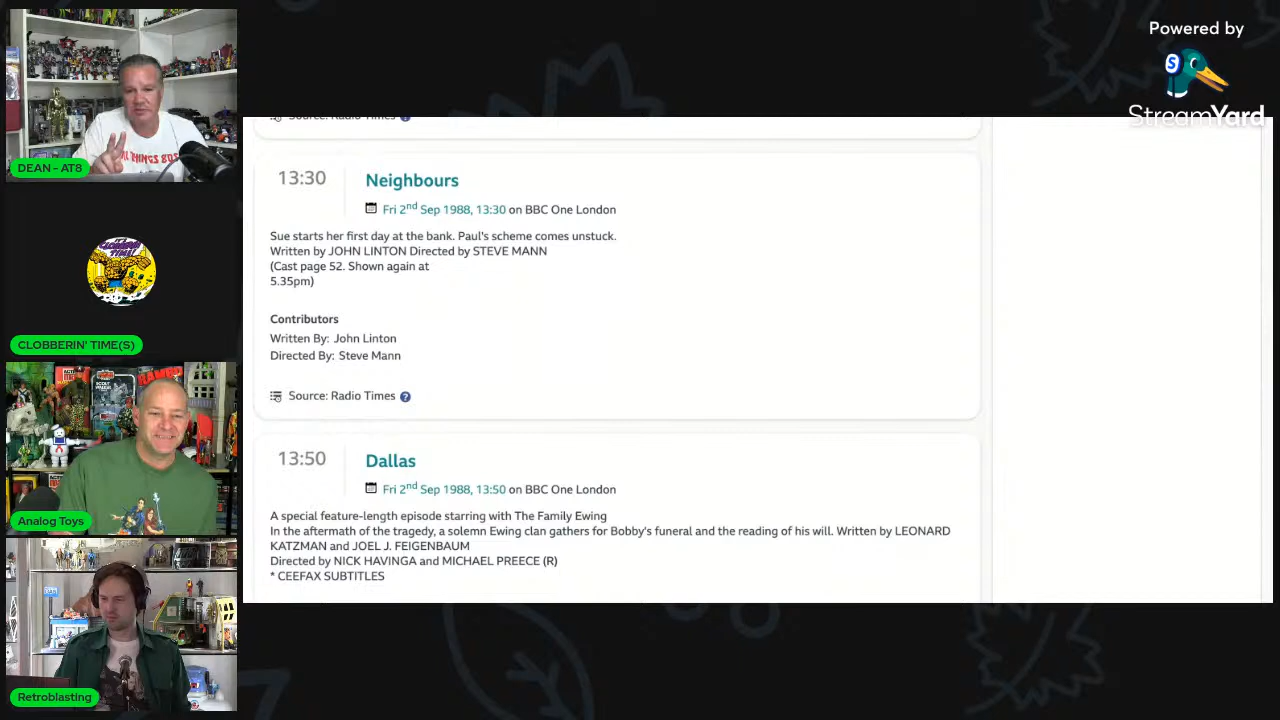 Powered by
S
StreamYard
DEAN - AT8
ALL THINGS 80S
CLOBBERIN' TIME(S)
Analog Toys
Retroblasting
Source: Radio Times
13:30
Neighbours
Fri 2nd Sep 1988, 13:30 on BBC One London
Sue starts her first day at the bank. Paul's scheme comes unstuck.
Written by JOHN LINTON Directed by STEVE MANN
(Cast page 52. Shown again at
5.35pm)
Contributors
Written By: John Linton
Directed By: Steve Mann
Source: Radio Times ?
13:50
Dallas
Fri 2nd Sep 1988, 13:50 on BBC One London
A special feature-length episode starring with The Family Ewing
In the aftermath of the tragedy, a solemn Ewing clan gathers for Bobby's funeral and the reading of his will. Written by LEONARD
KATZMAN and JOEL J. FEIGENBAUM
Directed by NICK HAVINGA and MICHAEL PREECE (R)
* CEEFAX SUBTITLES